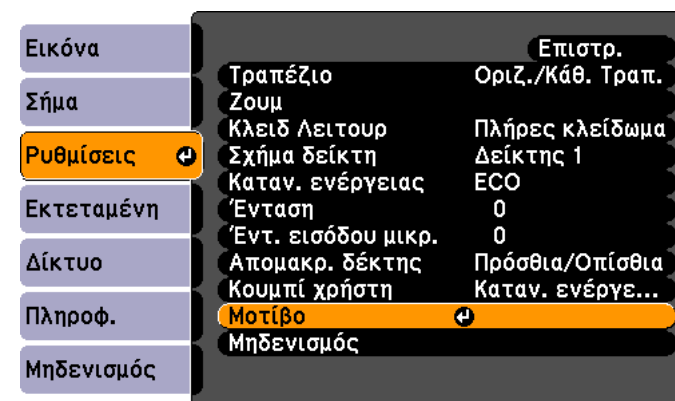 Εικόνα
Σήμα
Ρυθμίσεις
Εκτεταμένη
Δίκτυο
Πληροφ.
Μηδενισμός
Επιστρ.
Τραπέζιο Οριζ./Κάθ. Τραπ.
Ζουμ
Κλειδ Λειτουρ Πλήρες κλείδωμα
Σχήμα δείκτη Δείκτης 1
Καταν. ενέργειας ECO
Ένταση 0
Έντ. εισόδου μικρ. 0
Απομακρ. δέκτης Πρόσθια/Οπίσθια
Κουμπί χρήστη Καταν. ενέργε...
Μοτίβο
Μηδενισμός